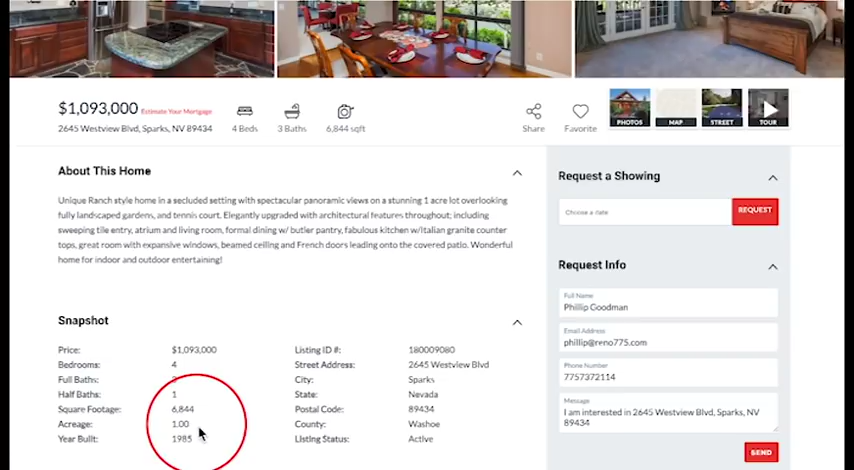 $1,093,000 Estimate Your Mortgage
2645 Westview Blvd, Sparks, NV 89434
4 Beds
3 Baths
6,844 sqft
Share
Favorite
PHOTOS
MAP
STREET
TOUR
About This Home
Unique Ranch style home in a secluded setting with spectacular panoramic views on a stunning 1 acre lot overlooking
fully landscaped gardens, and tennis court. Elegantly upgraded with architectural features throughout; including
sweeping tile entry, atrium and living room, formal dining w/ butler pantry, fabulous kitchen w/Italian granite counter
tops, great room with expansive windows, beamed ceiling and French doors leading onto the covered patio. Wonderful
home for indoor and outdoor entertaining!
Snapshot
Price: $1,093,000
Bedrooms: 4
Full Baths:
Half Baths: 1
Square Footage: 6,844
Acreage: 1.00
Year Built: 1985
Listing ID #: 180009080
Street Address: 2645 Westview Blvd
City: Sparks
State: Nevada
Postal Code: 89434
County: Washoe
Listing Status: Active
Request a Showing
Choose a date
REQUEST
Request Info
Full Name
Phillip Goodman
Email Address
phillip@reno775.com
Phone Number
7757372114
Message
I am interested in 2645 Westview Blvd, Sparks, NV
89434
SEND